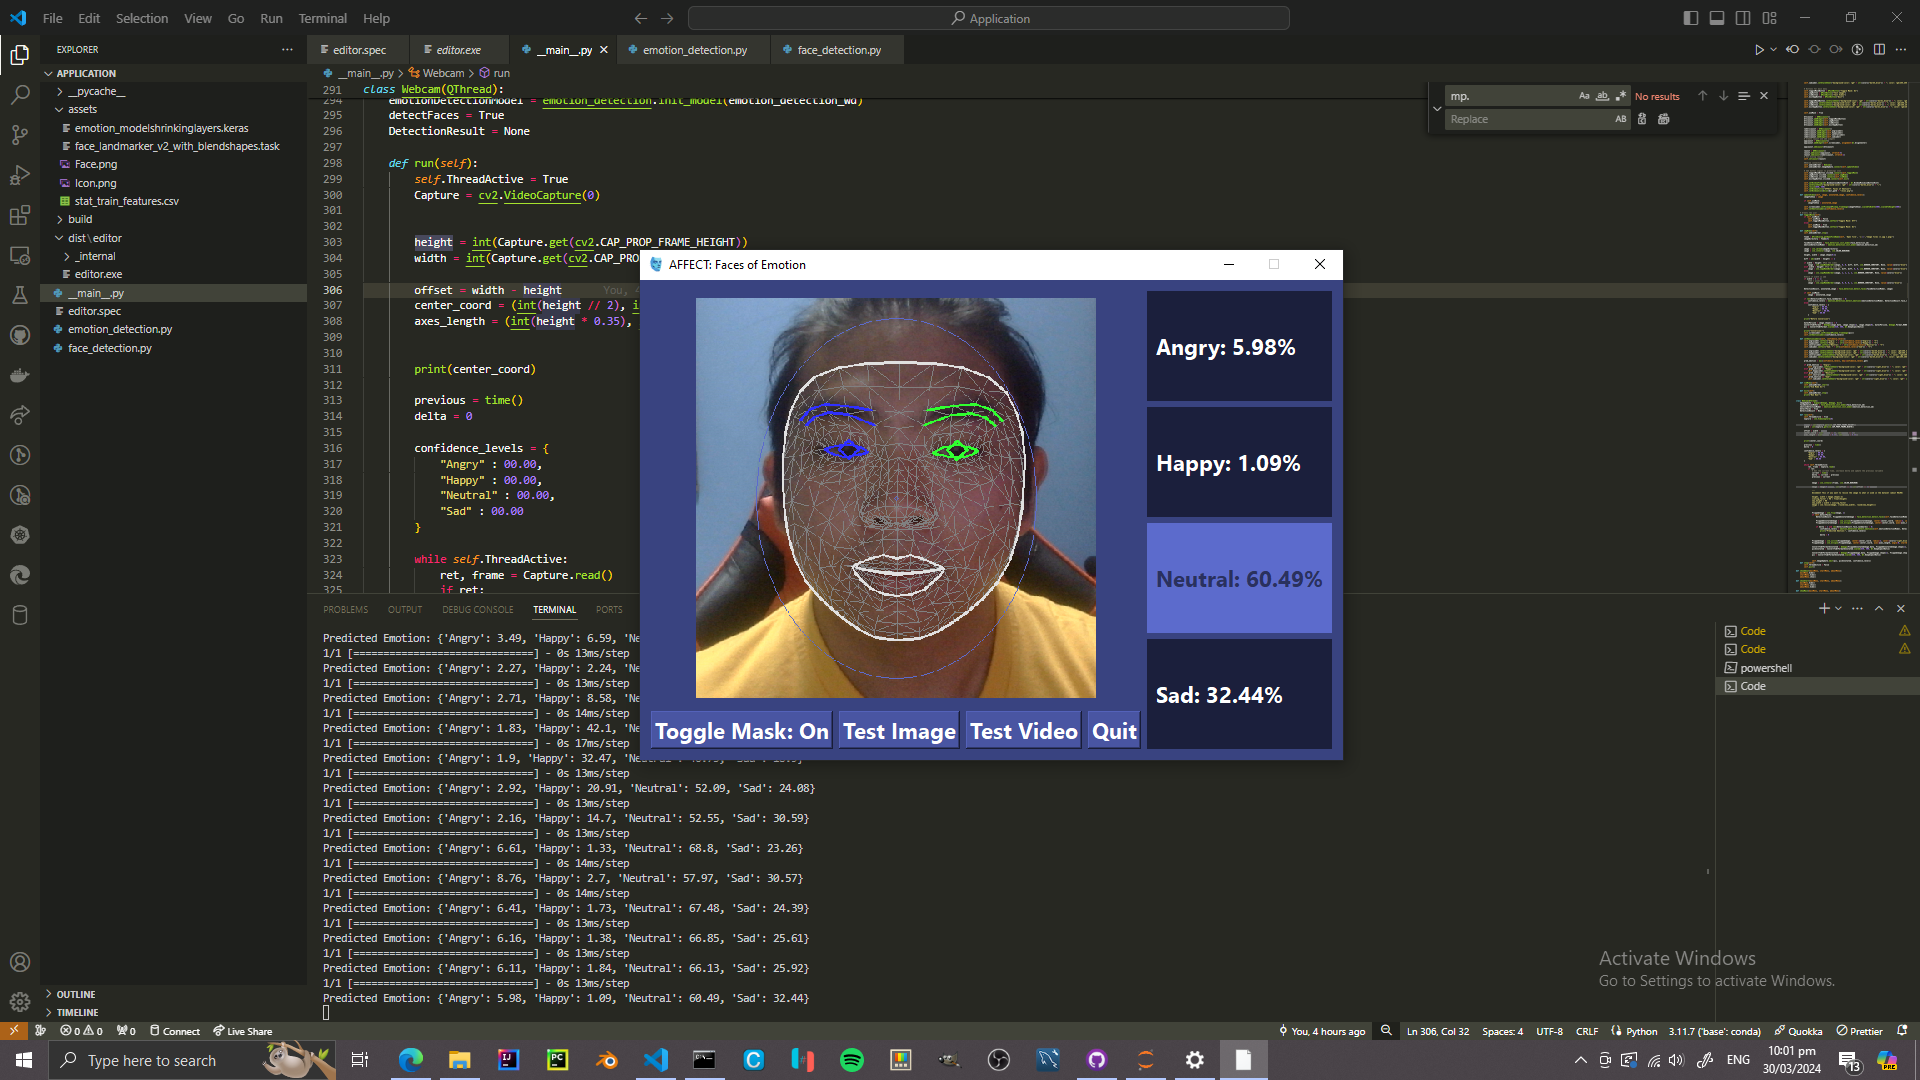 File Edit Selection View Go Run Terminal Help
Application
EXPLORER
APPLICATION
__pycache__
assets
emotion_modelshrinkinglayers.keras
face_landmarker_v2_with_blendshapes.task
Face.png
Icon.png
stat_train_features.csv
build
dist\editor
_internal
editor.exe
__main__.py
editor.spec
emotion_detection.py
face_detection.py
OUTLINE
TIMELINE
editor.spec editor.exe __main__.py emotion_detection.py face_detection.py
__main__.py > Webcam > run
291 class Webcam(QThread):
294 emotionDetectionModel = emotion_detection.init_model(emotion_detection_wd)
295 detectFaces = True
296 DetectionResult = None
297
298 def run(self):
299 self.ThreadActive = True
300 Capture = cv2.VideoCapture(0)
301
302
303 height = int(Capture.get(cv2.CAP_PROP_FRAME_HEIGHT))
304 width = int(Capture.get(cv2.CAP_PRO
305
306 offset = width - height You, 4
307 center_coord = (int(height // 2), i
308 axes_length = (int(height * 0.35),
309
310
311 print(center_coord)
312
313 previous = time()
314 delta = 0
315
316 confidence_levels = {
317 "Angry" : 00.00,
318 "Happy" : 00.00,
319 "Neutral" : 00.00,
320 "Sad" : 00.00
321 }
322
323 while self.ThreadActive:
324 ret, frame = Capture.read()
325 if ret:
mp. Aa ab No results
Replace AB
AFFECT: Faces of Emotion
Angry: 5.98%
Happy: 1.09%
Neutral: 60.49%
Sad: 32.44%
Toggle Mask: On Test Image Test Video Quit
PROBLEMS OUTPUT DEBUG CONSOLE TERMINAL PORTS
Predicted Emotion: {'Angry': 3.49, 'Happy': 6.59, 'Ne
1/1 [==============================] - 0s 13ms/step
Predicted Emotion: {'Angry': 2.27, 'Happy': 2.24, 'Ne
1/1 [==============================] - 0s 13ms/step
Predicted Emotion: {'Angry': 2.71, 'Happy': 8.58, 'Ne
1/1 [==============================] - 0s 14ms/step
Predicted Emotion: {'Angry': 1.83, 'Happy': 42.1, 'Ne
1/1 [==============================] - 0s 17ms/step
Predicted Emotion: {'Angry': 1.9, 'Happy': 32.47, 'Ne
1/1 [==============================] - 0s 13ms/step
Predicted Emotion: {'Angry': 2.92, 'Happy': 20.91, 'Neutral': 52.09, 'Sad': 24.08}
1/1 [==============================] - 0s 13ms/step
Predicted Emotion: {'Angry': 2.16, 'Happy': 14.7, 'Neutral': 52.55, 'Sad': 30.59}
1/1 [==============================] - 0s 13ms/step
Predicted Emotion: {'Angry': 6.61, 'Happy': 1.33, 'Neutral': 68.8, 'Sad': 23.26}
1/1 [==============================] - 0s 14ms/step
Predicted Emotion: {'Angry': 8.76, 'Happy': 2.7, 'Neutral': 57.97, 'Sad': 30.57}
1/1 [==============================] - 0s 14ms/step
Predicted Emotion: {'Angry': 6.41, 'Happy': 1.73, 'Neutral': 67.48, 'Sad': 24.39}
1/1 [==============================] - 0s 13ms/step
Predicted Emotion: {'Angry': 6.16, 'Happy': 1.38, 'Neutral': 66.85, 'Sad': 25.61}
1/1 [==============================] - 0s 13ms/step
Predicted Emotion: {'Angry': 6.11, 'Happy': 1.84, 'Neutral': 66.13, 'Sad': 25.92}
1/1 [==============================] - 0s 13ms/step
Predicted Emotion: {'Angry': 5.98, 'Happy': 1.09, 'Neutral': 60.49, 'Sad': 32.44}
Code
Code
powershell
Code
Activate Windows
Go to Settings to activate Windows.
0 0 0 Connect Live Share You, 4 hours ago Ln 306, Col 32 Spaces: 4 UTF-8 CRLF Python 3.11.7 ('base': conda) Quokka Prettier
Type here to search
ENG
10:01 pm
30/03/2024
13